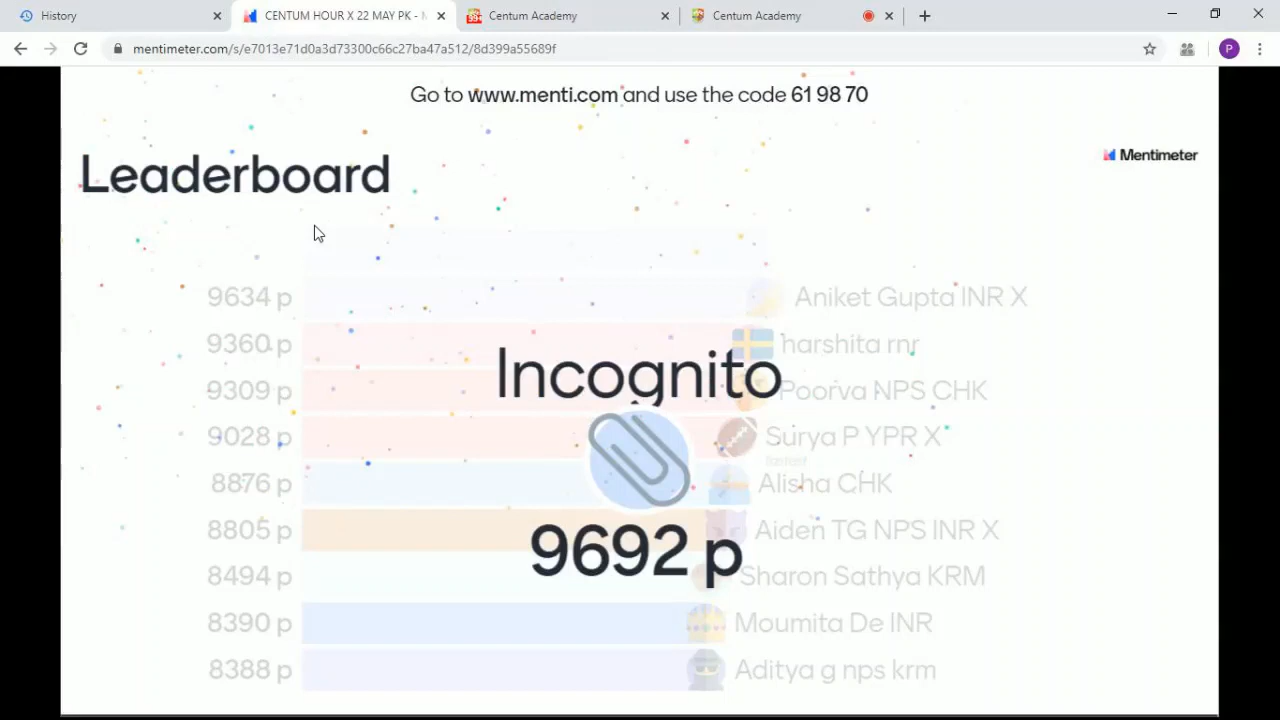 History
CENTUM HOUR X 22 MAY PK - M
Centum Academy
Centum Academy
mentimeter.com/s/e7013e71d0a3d73300c66c27ba47a512/8d399a55689f
P
Go to www.menti.com and use the code 61 98 70
Leaderboard
Mentimeter
9634 p Aniket Gupta INR X
9360 p harshita rnr
Incognito
9309 p Poorva NPS CHK
9028 p Surya P YPR X
fastest
8876 p Alisha CHK
8805 p Aiden TG NPS INR X
9692 p
8494 p Sharon Sathya KRM
8390 p Moumita De INR
8388 p Aditya g nps krm